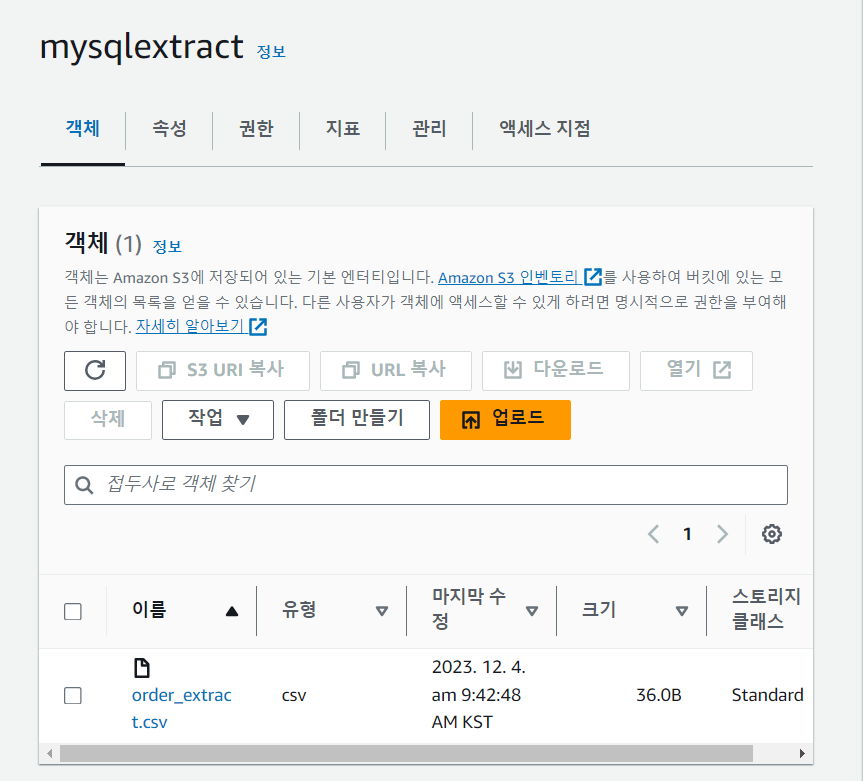 mysqlextract 정보
객체 속성 권한 지표 관리 액세스 지점
객체 (1) 정보
객체는 Amazon S3에 저장되어 있는 기본 엔터티입니다. Amazon S3 인벤토리를 사용하여 버킷에 있는 모
든 객체의 목록을 얻을 수 있습니다. 다른 사용자가 객체에 액세스할 수 있게 하려면 명시적으로 권한을 부여해
야 합니다. 자세히 알아보기
S3 URI 복사 URL 복사 다운로드 열기
삭제 작업 폴더 만들기 업로드
접두사로 객체 찾기
1
이름 유형 마지막 수정 크기 스토리지 클래스
order_extract.csv csv 2023. 12. 4. am 9:42:48 AM KST 36.0B Standard